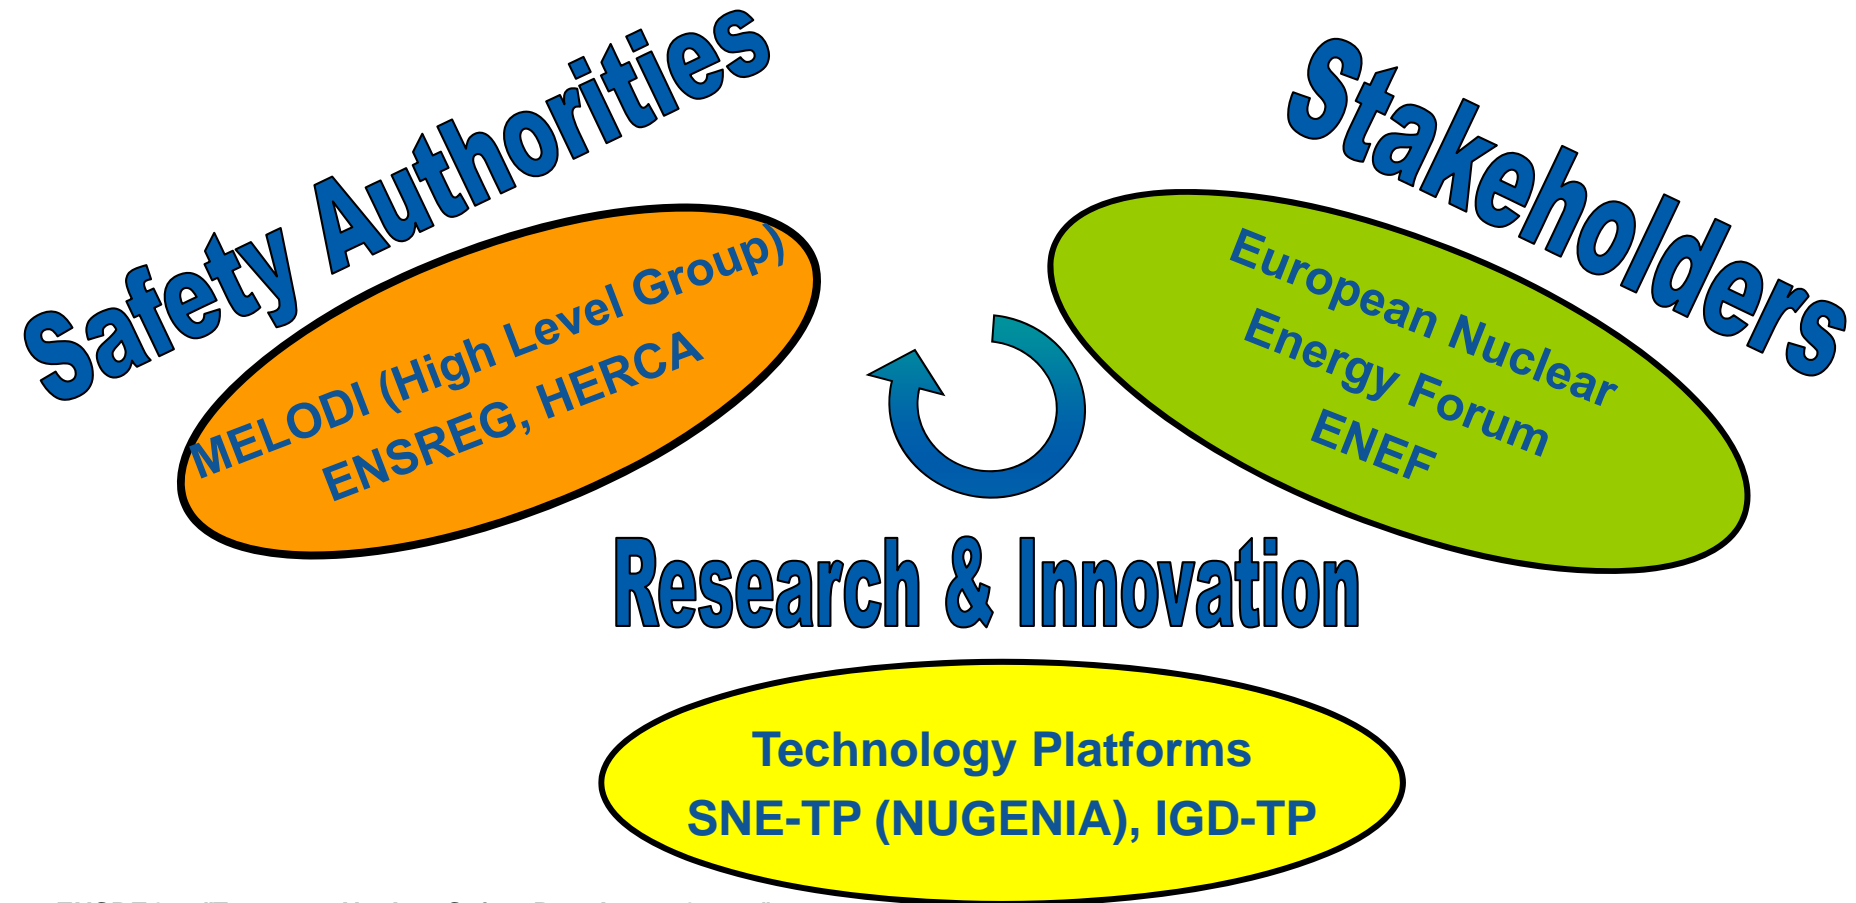 Safety Authorities
MELODI (High Level Group)
ENSREG, HERCA
Stakeholders
European Nuclear
Energy Forum
ENEF
Research & Innovation
Technology Platforms
SNE-TP (NUGENIA), IGD-TP